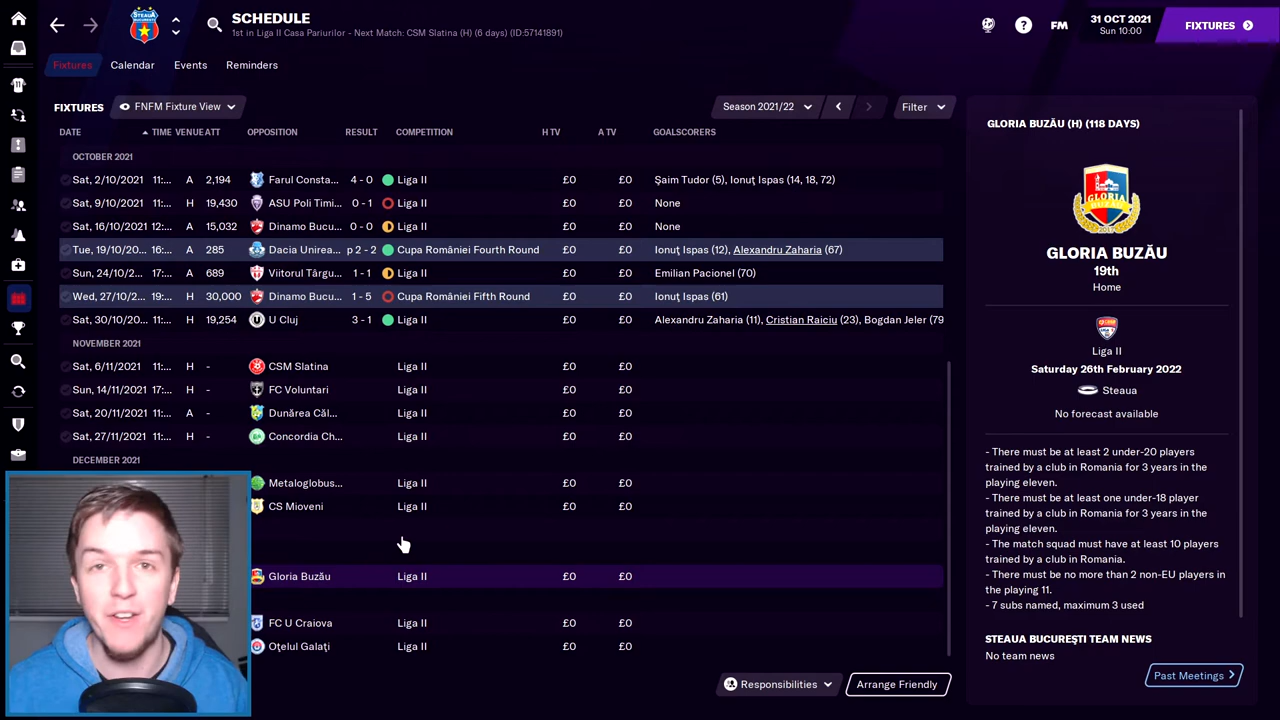 SCHEDULE
1st in Liga II Casa Pariurilor - Next Match: CSM Slatina (H) (6 days) (ID:57141891)
FM
31 OCT 2021
Sun 10:00
FIXTURES
Fixtures Calendar Events Reminders
FIXTURES FNFM Fixture View Season 2021/22 Filter
DATE TIME VENUE ATT OPPOSITION RESULT COMPETITION H TV A TV GOALSCORERS
OCTOBER 2021
Sat, 2/10/2021 11:... A 2,194 Farul Consta... 4 - 0 Liga II £0 £0 Șaim Tudor (5), Ionuț Ispas (14, 18, 72)
Sat, 9/10/2021 11:... H 19,430 ASU Poli Timi... 0 - 1 Liga II £0 £0 None
Sat, 16/10/2021 12:... A 15,032 Dinamo Bucu... 0 - 0 Liga II £0 £0 None
Tue, 19/10/20... 16:... A 285 Dacia Unirea... p 2 - 2 Cupa României Fourth Round £0 £0 Ionuț Ispas (12), Alexandru Zaharia (67)
Sun, 24/10/2... 17:... A 689 Viitorul Târgu... 1 - 1 Liga II £0 £0 Emilian Pacionel (70)
Wed, 27/10/2... 19:... H 30,000 Dinamo Bucu... 1 - 5 Cupa României Fifth Round £0 £0 Ionuț Ispas (61)
Sat, 30/10/20... 11:... H 19,254 U Cluj 3 - 1 Liga II £0 £0 Alexandru Zaharia (11), Cristian Raiciu (23), Bogdan Jeler (79
NOVEMBER 2021
Sat, 6/11/2021 11:... H - CSM Slatina Liga II £0 £0
Sun, 14/11/2021 17:... H - FC Voluntari Liga II £0 £0
Sat, 20/11/2021 11:... A - Dunărea Căl... Liga II £0 £0
Sat, 27/11/2021 11:... H - Concordia Ch... Liga II £0 £0
DECEMBER 2021
Metaloglobus... Liga II £0 £0
CS Mioveni Liga II £0 £0
Gloria Buzău Liga II £0 £0
FC U Craiova Liga II £0 £0
Oțelul Galați Liga II £0 £0
Responsibilities Arrange Friendly
GLORIA BUZĂU (H) (118 DAYS)
GLORIA
BUZĂU
GLORIA BUZĂU
19th
Home
Liga II
Saturday 26th February 2022
Steaua
No forecast available
- There must be at least 2 under-20 players
trained by a club in Romania for 3 years in the
playing eleven.
- There must be at least one under-18 player
trained by a club in Romania for 3 years in the
playing eleven.
- The match squad must have at least 10 players
trained by a club in Romania.
- There must be no more than 2 non-EU players in
the playing 11.
- 7 subs named, maximum 3 used
STEAUA BUCUREȘTI TEAM NEWS
No team news
Past Meetings